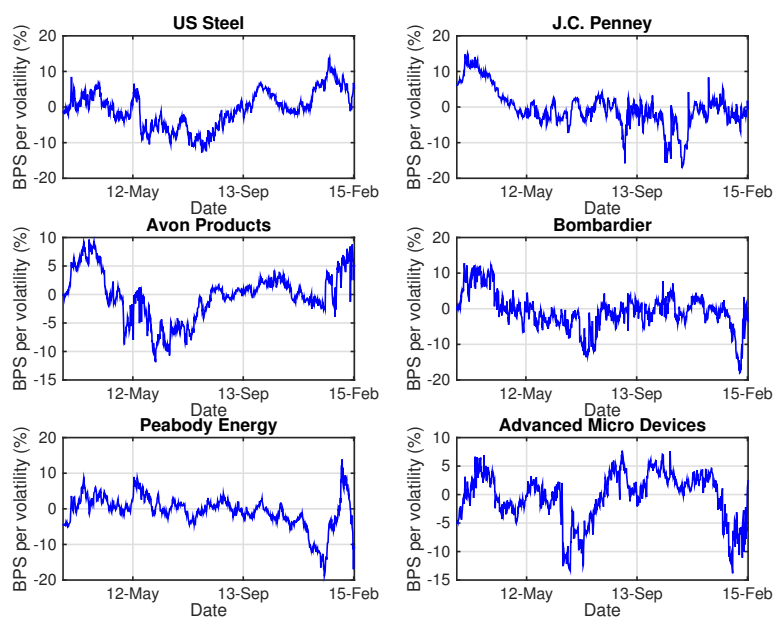 US Steel
BPS per volatility (%)
20
10
0
-10
-20
12-May 13-Sep 15-Feb
Date
J.C. Penney
BPS per volatility (%)
20
10
0
-10
-20
12-May 13-Sep 15-Feb
Date
Avon Products
BPS per volatility (%)
10
5
0
-5
-10
-15
12-May 13-Sep 15-Feb
Date
Bombardier
BPS per volatility (%)
20
10
0
-10
-20
12-May 13-Sep 15-Feb
Date
Peabody Energy
BPS per volatility (%)
20
10
0
-10
-20
12-May 13-Sep 15-Feb
Date
Advanced Micro Devices
BPS per volatility (%)
10
5
0
-5
-10
-15
12-May 13-Sep 15-Feb
Date